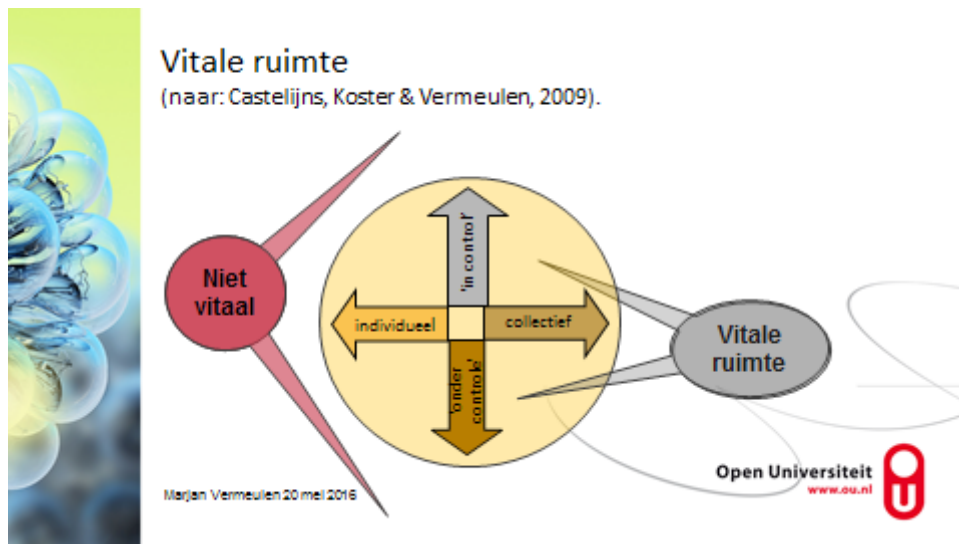 Vitale ruimte
(naar: Castelijns, Koster & Vermeulen, 2009).
Niet
vitaal
'in control'
individueel
collectief
'onder
controle'
Vitale
ruimte
Marjan Vermeulen 20 mei 2016
Open Universiteit
www.ou.nl